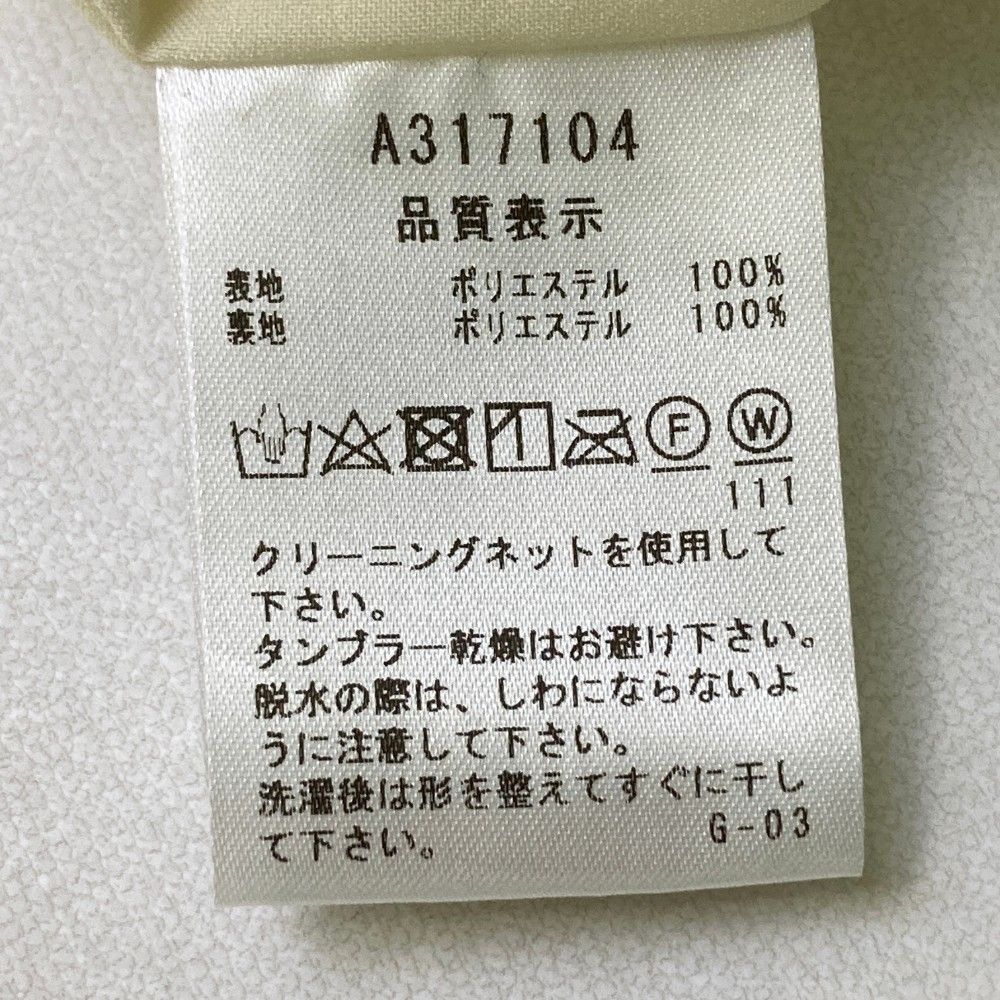 A317104
品質表示
表地 ポリエステル 100%
裏地 ポリエステル 100%
F W
111
クリーニングネットを使用して
下さい。
タンブラー乾燥はお避け下さい。
脱水の際は、しわにならないよ
うに注意して下さい。
洗濯後は形を整えてすぐに干し
て下さい。 G-03